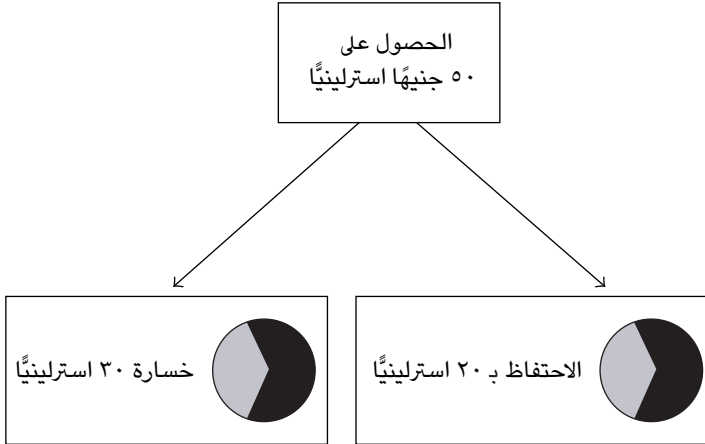 الحصول على
٥٠ جنيهًا استرلينيًّا
الاحتفاظ بـ ٢٠ استرلينيًّا
خسارة ٣٠ استرلينيًّا